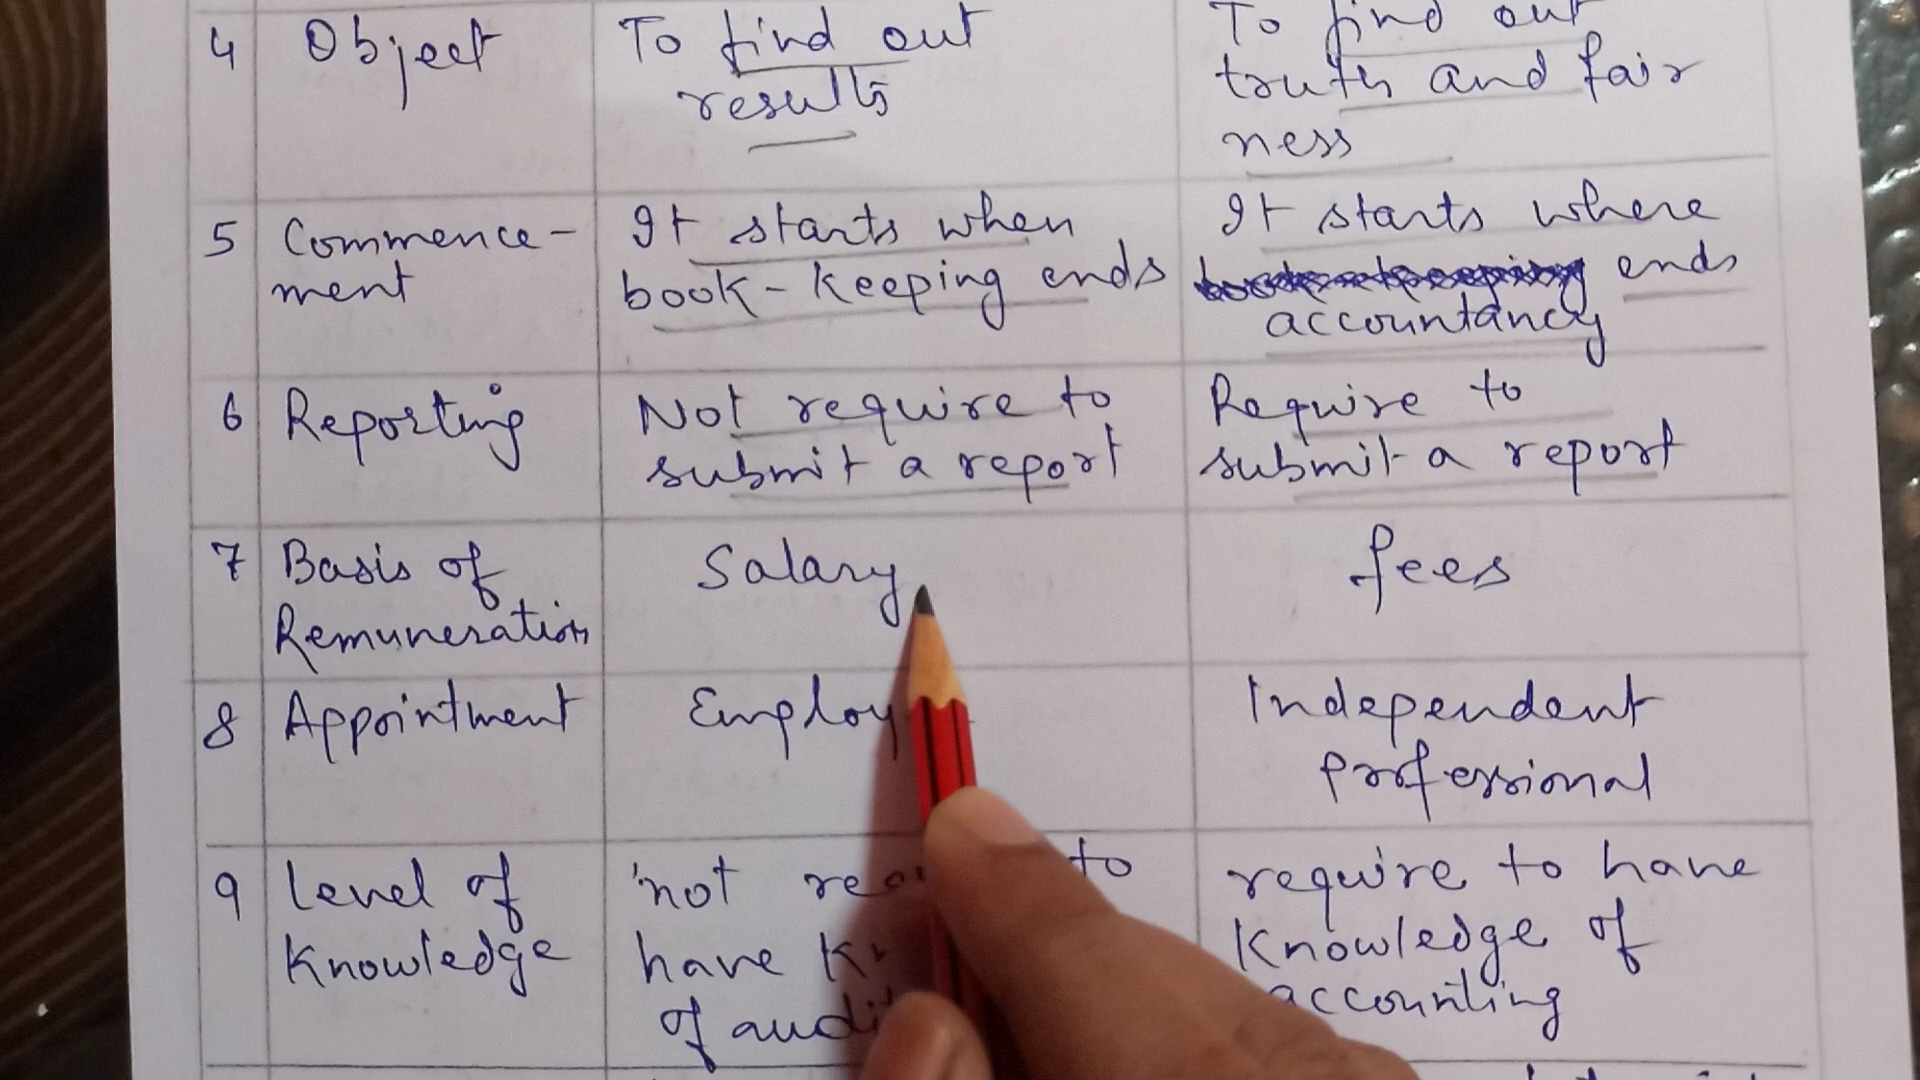 4 Object To find out To find out
results truth and fair
ness
5 Commence- It starts when It starts where
ment book-keeping ends ends
accountancy
6 Reporting Not require to Require to
submit a report submit a report
7 Basis of Salary fees
Remuneration
8 Appointment Employ Independent
Professional
9 Level of not to require to have
Knowledge have Knowledge of
of accounting